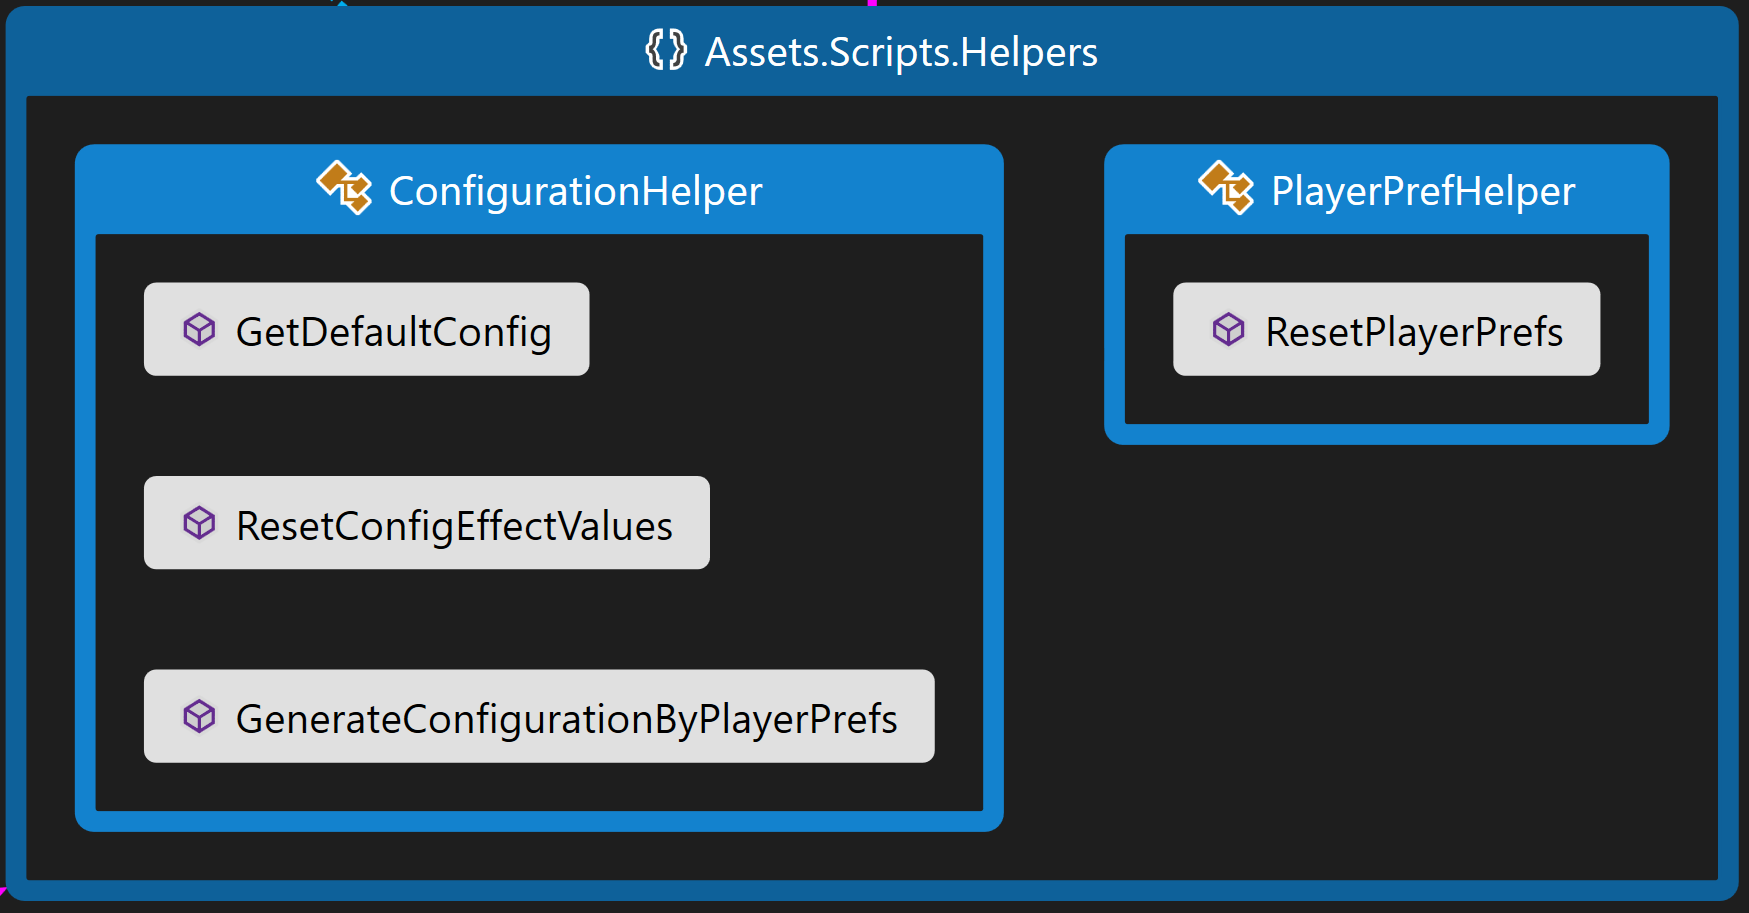 {} Assets.Scripts.Helpers
ConfigurationHelper
GetDefaultConfig
ResetConfigEffectValues
GenerateConfigurationByPlayerPrefs
PlayerPrefHelper
ResetPlayerPrefs